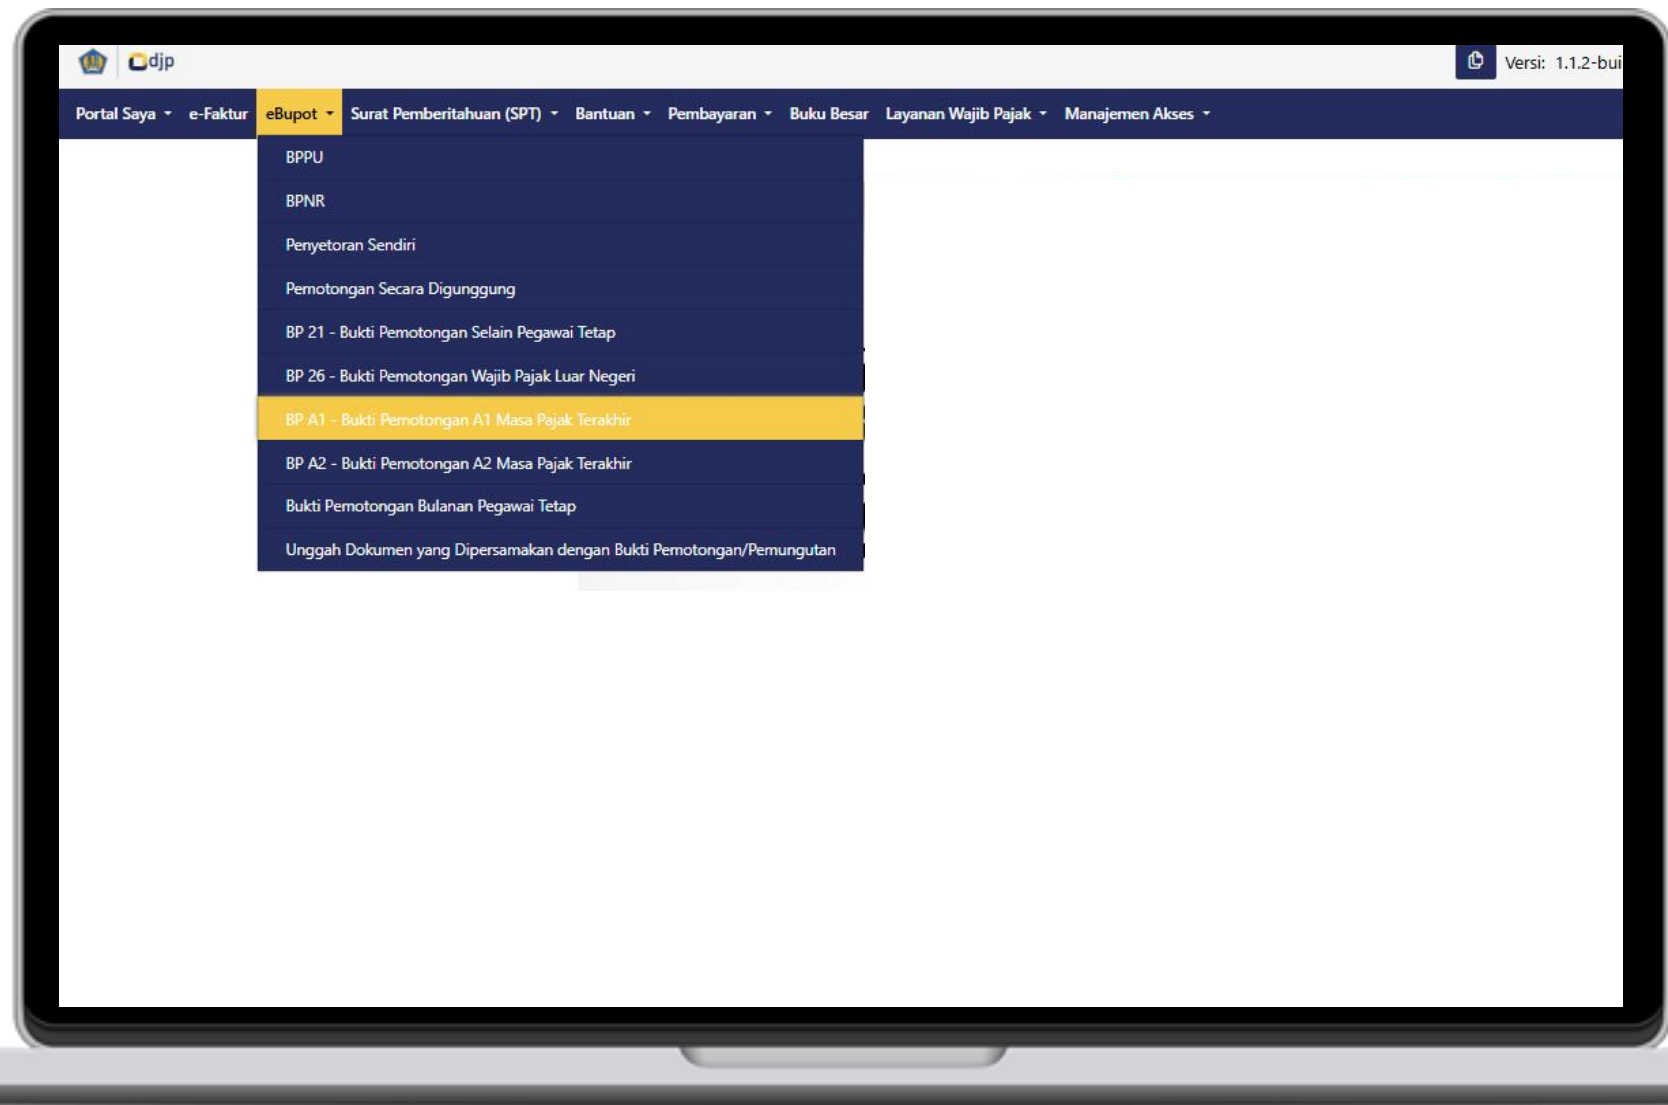 djp
Versi: 1.1.2-bui
Portal Saya e-Faktur eBupot Surat Pemberitahuan (SPT) Bantuan Pembayaran Buku Besar Layanan Wajib Pajak Manajemen Akses
BPPU
BPNR
Penyetoran Sendiri
Pemotongan Secara Digunggung
BP 21 - Bukti Pemotongan Selain Pegawai Tetap
BP 26 - Bukti Pemotongan Wajib Pajak Luar Negeri
BP A1 - Bukti Pemotongan A1 Masa Pajak Terakhir
BP A2 - Bukti Pemotongan A2 Masa Pajak Terakhir
Bukti Pemotongan Bulanan Pegawai Tetap
Unggah Dokumen yang Dipersamakan dengan Bukti Pemotongan/Pemungutan